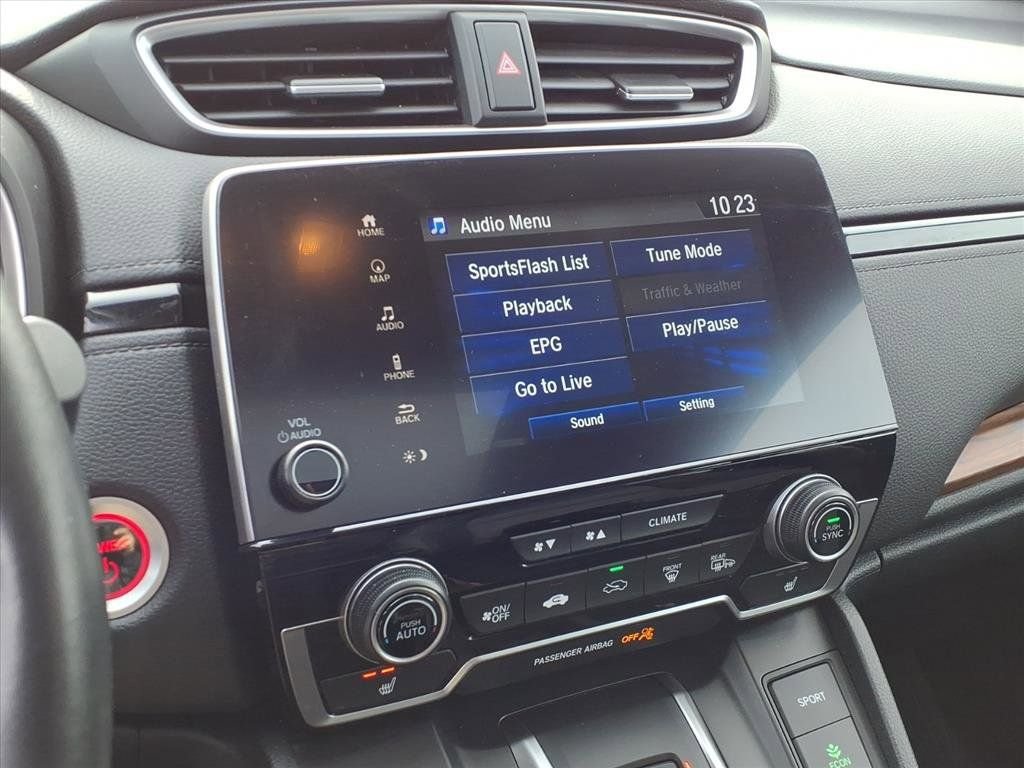 Audio Menu
10 23
HOME
MAP
AUDIO
PHONE
BACK
SportsFlash List
Tune Mode
Playback
Traffic & Weather
EPG
Play/Pause
Go to Live
Sound
Setting
VOL
AUDIO
CLIMATE
PUSH
SYNC
PUSH
AUTO
ON/
OFF
FRONT
REAR
PASSENGER AIRBAG OFF
SPORT
ECON